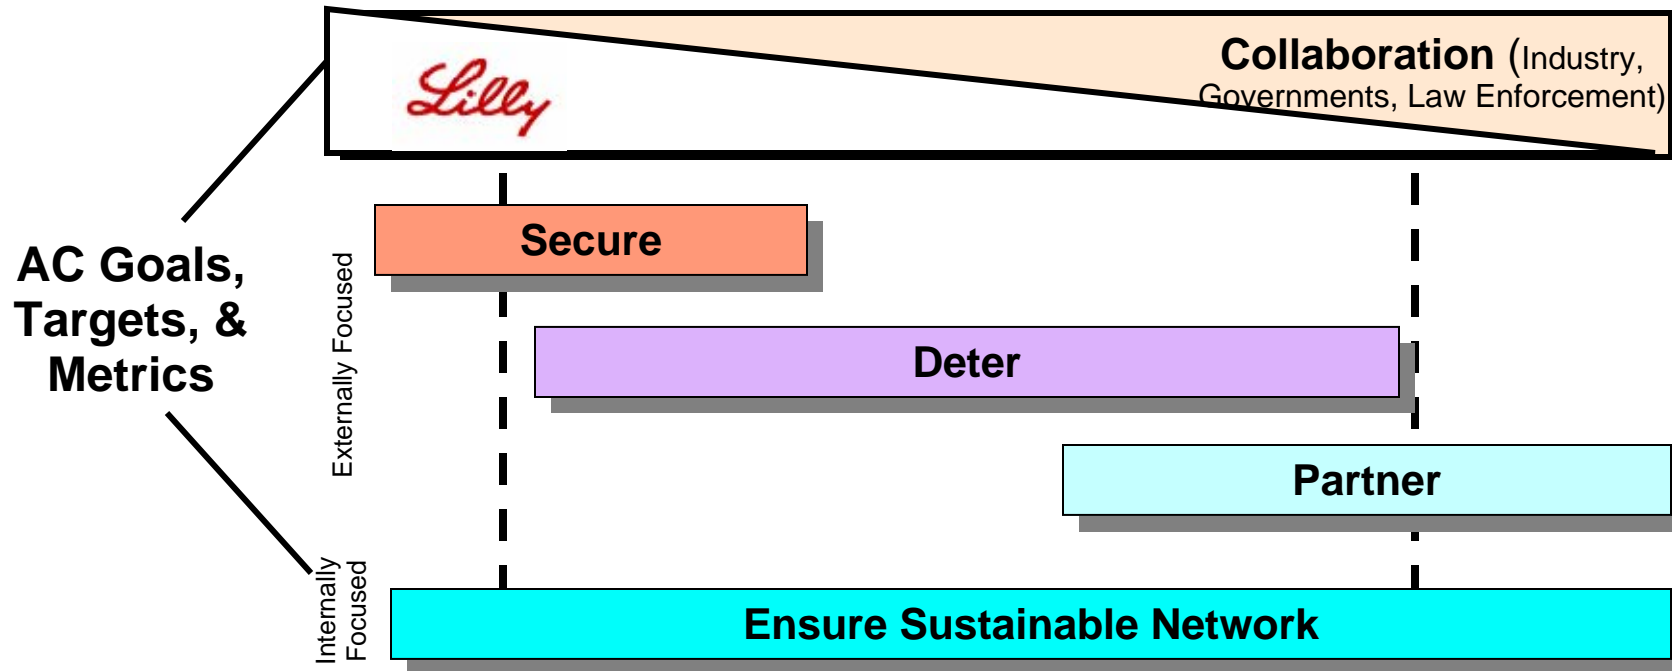 Lilly
Collaboration (Industry,
Governments, Law Enforcement)
AC Goals,
Targets, &
Metrics
Externally Focused
Secure
Deter
Partner
Internally
Focused
Ensure Sustainable Network